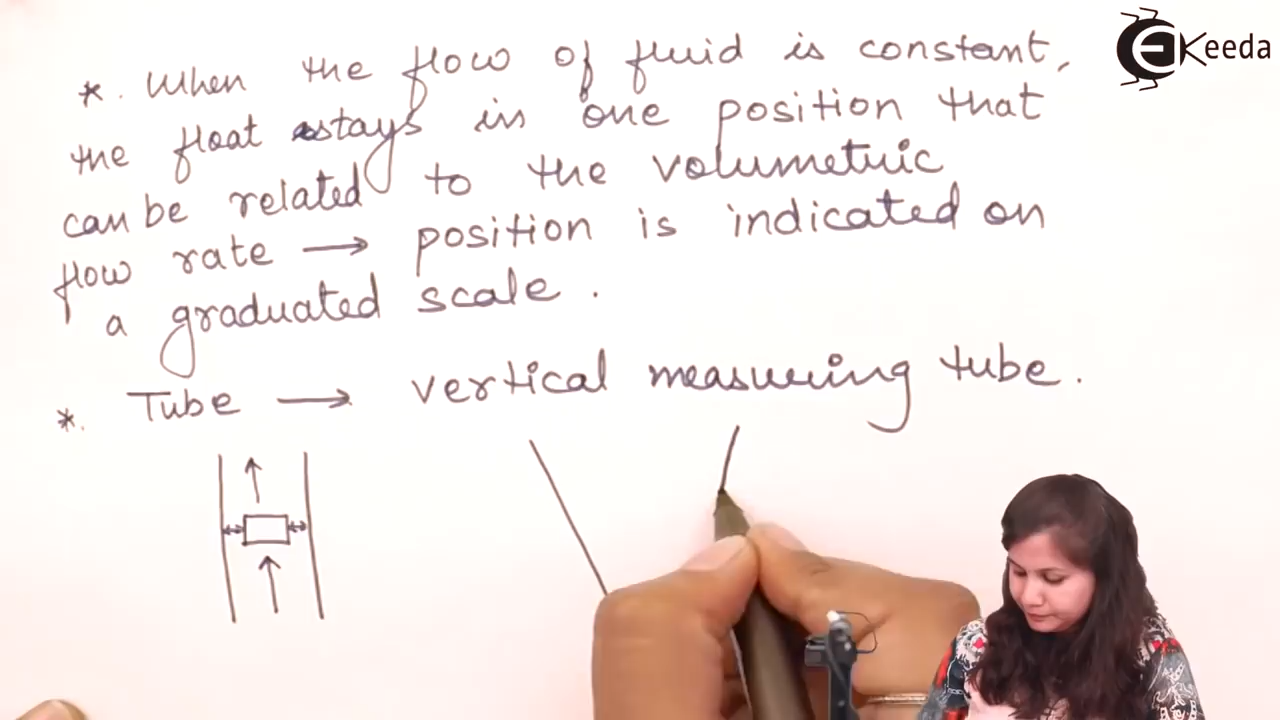 Keeda
*. When the flow of fluid is constant,
the float stays in one position that
can be related to the volumetric
flow rate → position is indicated on
a graduated scale.
*. Tube → vertical measuring tube.